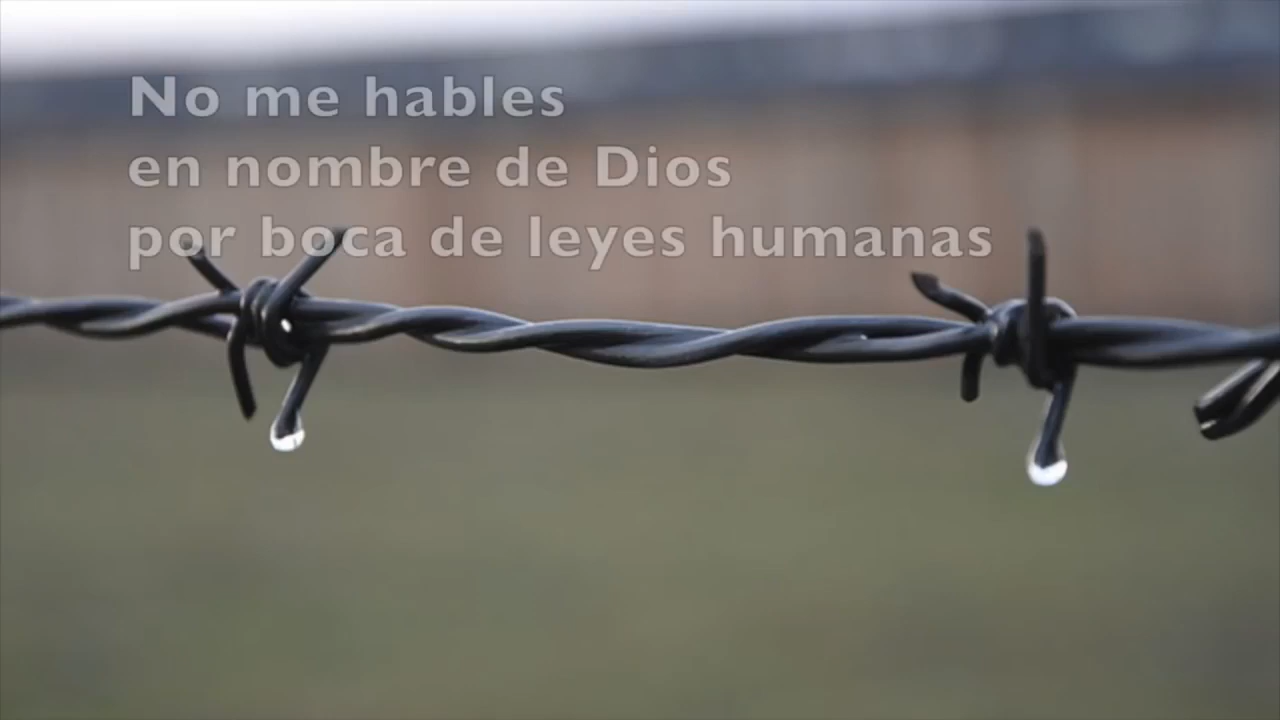 No me hables
en nombre de Dios
por boca de leyes humanas